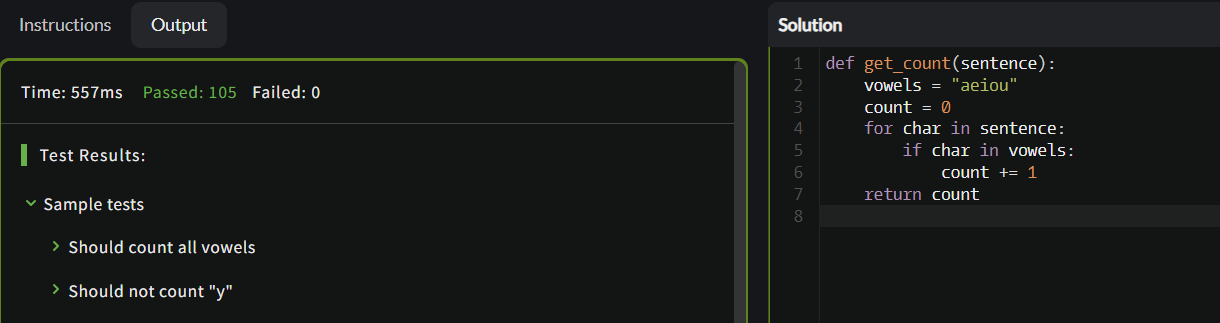 Instructions Output
Time: 557ms Passed: 105 Failed: 0
Test Results:
Sample tests
Should count all vowels
Should not count "y"
Solution
1 def get_count(sentence):
2     vowels = "aeiou"
3     count = 0
4     for char in sentence:
5         if char in vowels:
6             count += 1
7     return count
8